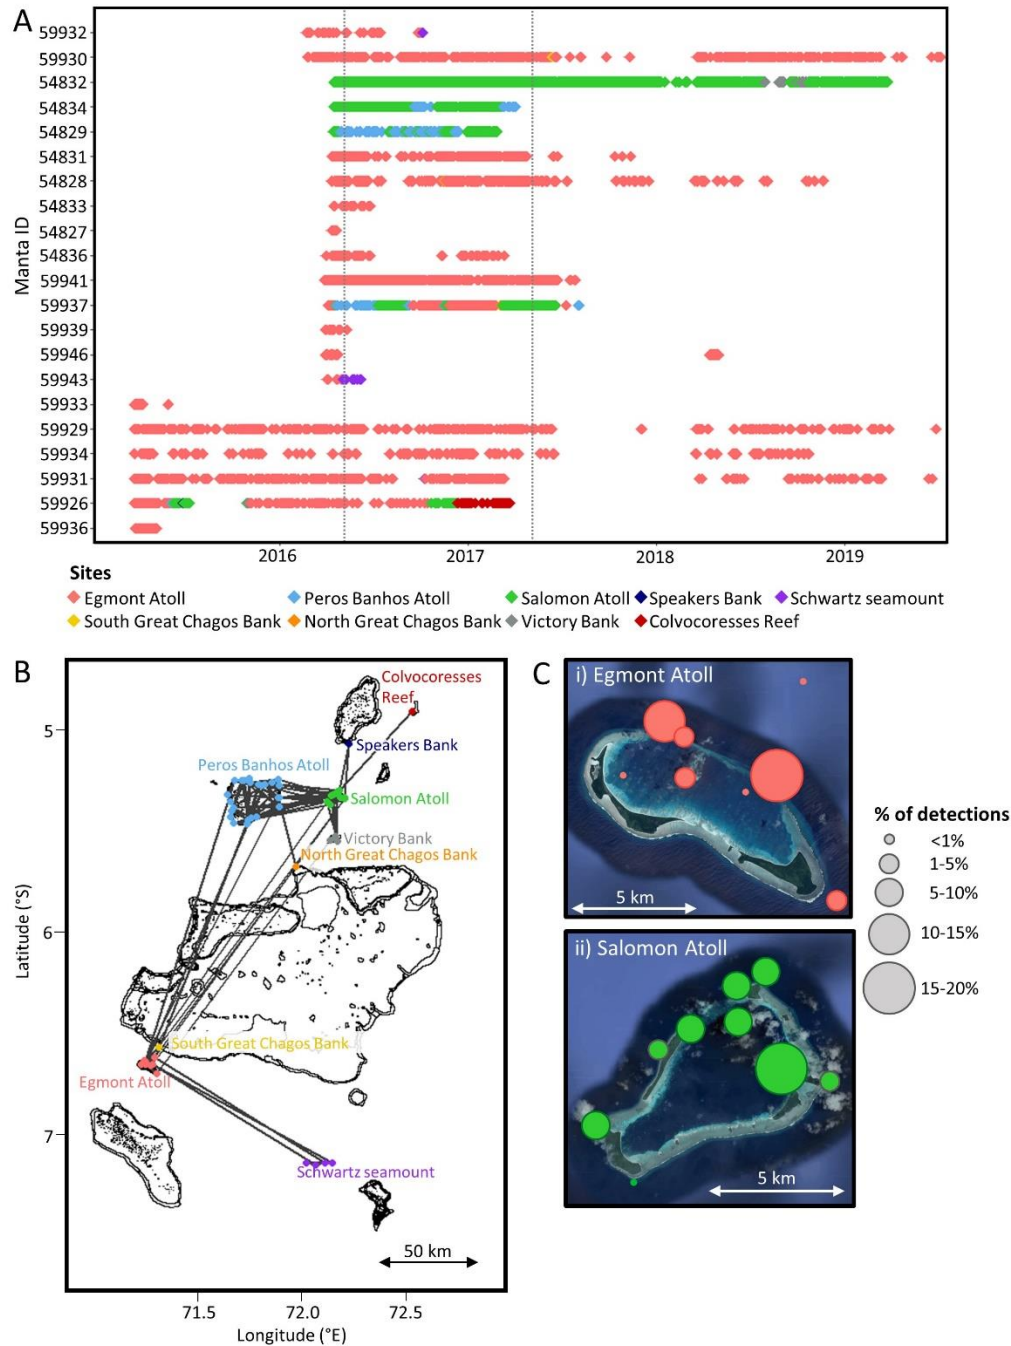 A
Manta ID
59932
59930
54832
54834
54829
54831
54828
54833
54827
54836
59941
59937
59939
59946
59943
59933
59929
59934
59931
59926
59936
2016 2017 2018 2019
Sites
Egmont Atoll Peros Banhos Atoll Salomon Atoll Speakers Bank Schwartz seamount
South Great Chagos Bank North Great Chagos Bank Victory Bank Colvocoresses Reef
B
Latitude (°S)
5
6
7
Colvocoresses
Reef
Speakers Bank
Peros Banhos Atoll
Salomon Atoll
Victory Bank
North Great Chagos Bank
South Great Chagos Bank
Egmont Atoll
Schwartz seamount
50 km
71.5 72.0 72.5
Longitude (°E)
C
i) Egmont Atoll
5 km
ii) Salomon Atoll
5 km
% of detections
<1%
1-5%
5-10%
10-15%
15-20%